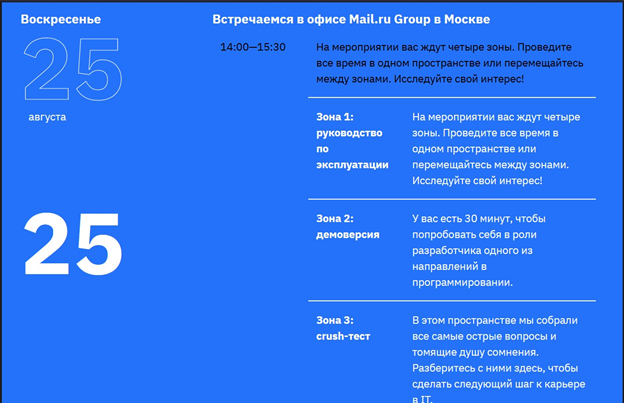 Воскресенье
Встречаемся в офисе Mail.ru Group в Москве
25
августа
14:00—15:30
На мероприятии вас ждут четыре зоны. Проведите
все время в одном пространстве или перемещайтесь
между зонами. Исследуйте свой интерес!
Зона 1:
руководство
по
эксплуатации
На мероприятии вас ждут четыре
зоны. Проведите все время в
одном пространстве или
перемещайтесь между зонами.
Исследуйте свой интерес!
25
Зона 2:
демоверсия
У вас есть 30 минут, чтобы
попробовать себя в роли
разработчика одного из
направлений в
программировании.
Зона 3:
crush-тест
В этом пространстве мы собрали
все самые острые вопросы и
томящие душу сомнения.
Разберитесь с ними здесь, чтобы
сделать следующий шаг к карьере
в IT.